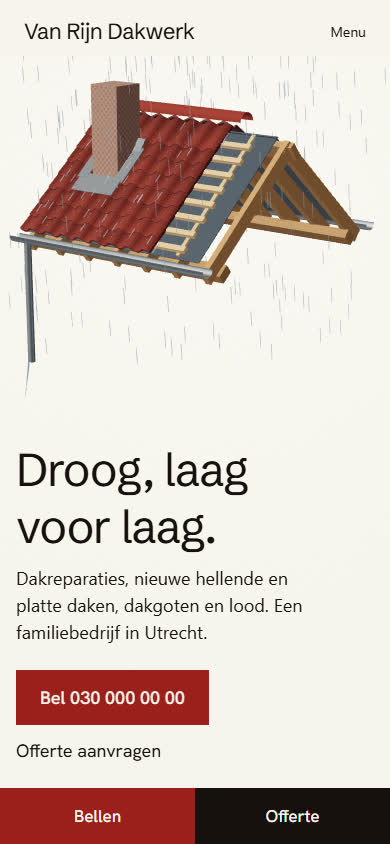 Van Rijn Dakwerk
Menu
Droog, laag
voor laag.
Dakreparaties, nieuwe hellende en
platte daken, dakgoten en lood. Een
familiebedrijf in Utrecht.
Bel 030 000 00 00
Offerte aanvragen
Bellen
Offerte